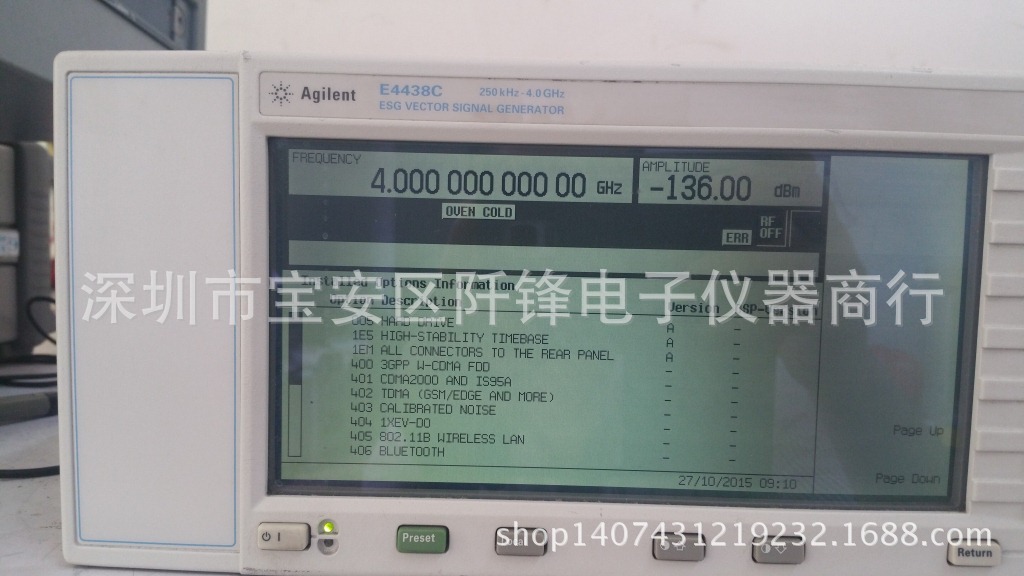 Agilent E4438C 250 kHz - 4.0 GHz
ESG VECTOR SIGNAL GENERATOR
FREQUENCY
4.000 000 000 00 GHz
AMPLITUDE
-136.00 dBm
OVEN COLD
RF
OFF
ERR
Options Information
Description Version
深圳市宝安区阡锋电子仪器商行
005 HARD DRIVE A -
1E5 HIGH-STABILITY TIMEBASE A -
1EM ALL CONNECTORS TO THE REAR PANEL A -
400 3GPP W-CDMA FDD - -
401 CDMA2000 AND IS95A - -
402 TDMA (GSM/EDGE AND MORE) - -
403 CALIBRATED NOISE - -
404 1XEV-DO - -
405 802.11B WIRELESS LAN - -
406 BLUETOOTH - -
Page Up
Page Down
27/10/2015 09:10
Preset
shop1407431219232.1688.com
Return